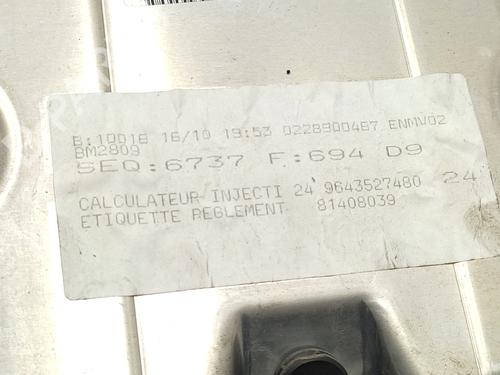 B:10018 16/10 19:53 0228900467 ENMV02
BM2809
SEQ:6737 F:694 D9
CALCULATEUR INJECTI 24 9643527480 24
ETIQUETTE REGLEMENT 81408039